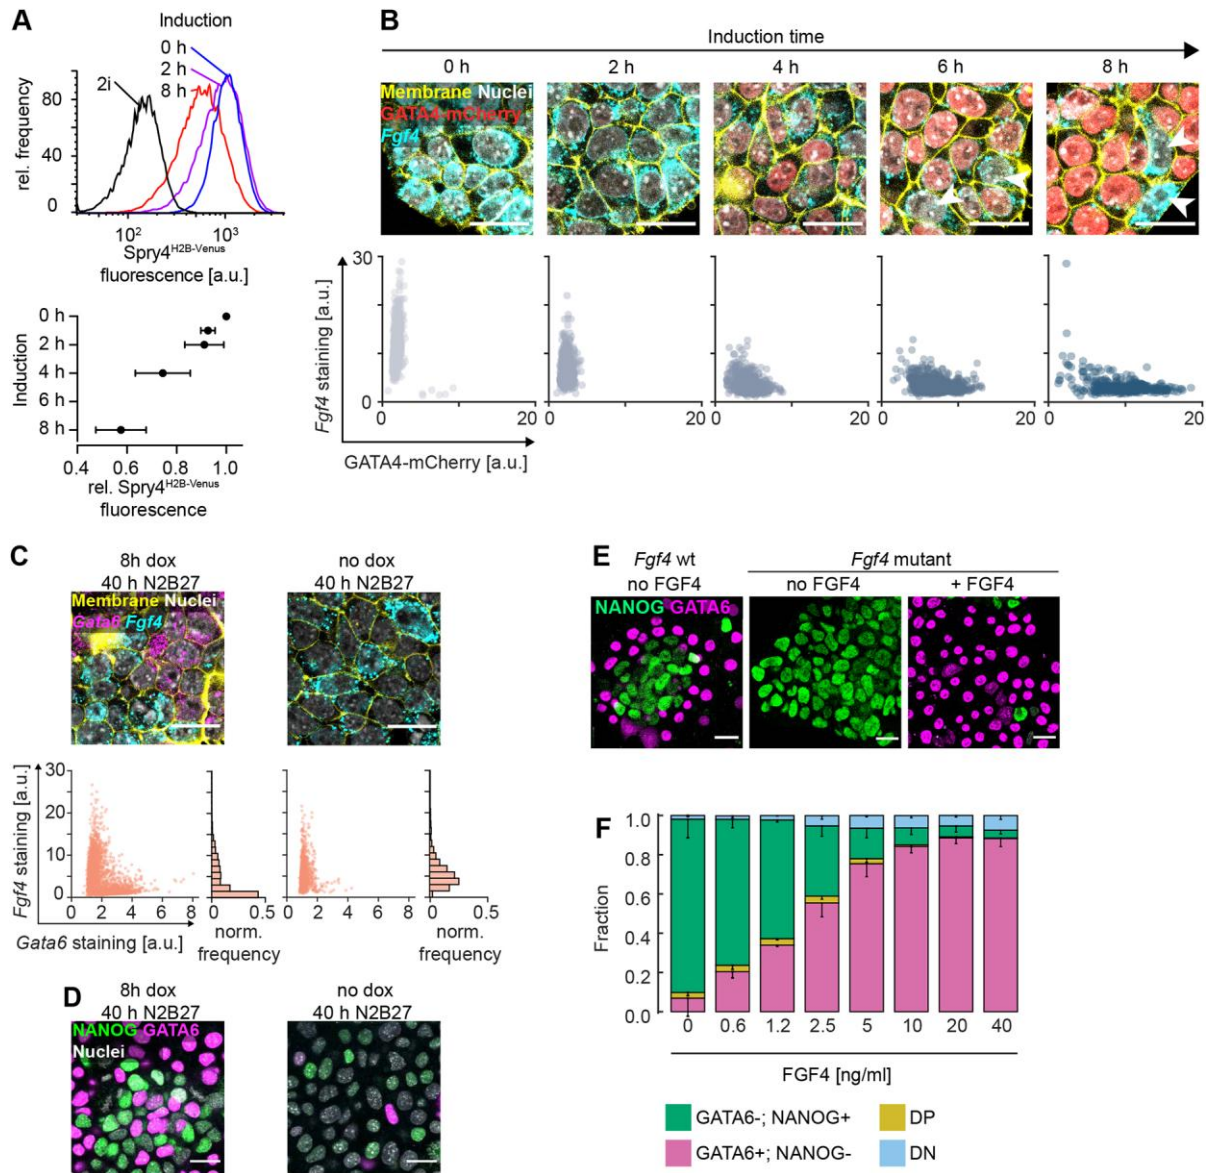 A
Induction
0 h
2 h
8 h
2i
80
40
0
rel. frequency
10²
10³
Spry4H2B-Venus
fluorescence [a.u.]
0 h
2 h
4 h
6 h
8 h
Induction
0.4
0.6
0.8
1.0
rel. Spry4H2B-Venus
fluorescence
B
Induction time
0 h
2 h
4 h
6 h
8 h
Membrane Nuclei
GATA4-mCherry
Fgf4
30
0
Fgf4 staining [a.u.]
0
20
0
20
0
20
0
20
0
20
GATA4-mCherry [a.u.]
C
8h dox
40 h N2B27
no dox
40 h N2B27
Membrane Nuclei
Gata6 Fgf4
30
20
10
0
Fgf4 staining [a.u.]
0 2 4 6 8
0 0.5
0 2 4 6 8
0 0.5
Gata6 staining [a.u.]
norm.
frequency
norm.
frequency
D
8h dox
40 h N2B27
no dox
40 h N2B27
NANOG GATA6
Nuclei
E
Fgf4 wt
no FGF4
Fgf4 mutant
no FGF4
+ FGF4
NANOG GATA6
F
1.0
0.8
0.6
0.4
0.2
0.0
Fraction
0 0.6 1.2 2.5 5 10 20 40
FGF4 [ng/ml]
GATA6-; NANOG+
DP
GATA6+; NANOG-
DN